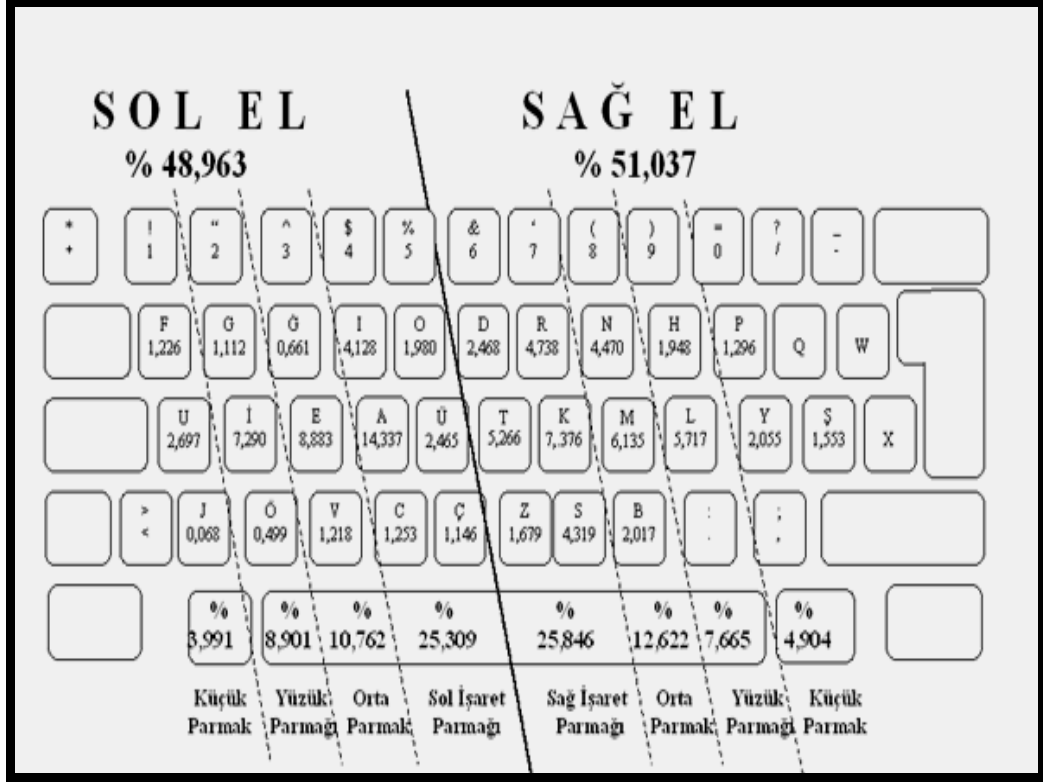 SOL EL SAĞ EL
% 48,963 % 51,037
* ! “ ^ $ % & ‘ ( ) = ? _
+ 1 2 3 4 5 6 7 8 9 0 / -
F G Ğ I O D R N H P Q W
1,226 1,112 0,661 4,128 1,980 2,468 4,738 4,470 1,948 1,296
U İ E A Ü T K M L Y Ş X
2,697 7,290 8,883 14,337 2,465 5,266 7,376 6,135 5,717 2,055 1,553
> J Ö V C Ç Z S B : ;
< 0,068 0,499 1,218 1,253 1,146 1,679 4,319 2,017 . ,
% % % % % % % %
3,991 8,901 10,762 25,309 25,846 12,622 7,665 4,904
Küçük Yüzük Orta Sol İşaret Sağ İşaret Orta Yüzük Küçük
Parmak Parmağı Parmak Parmağı Parmağı Parmak Parmağı Parmak